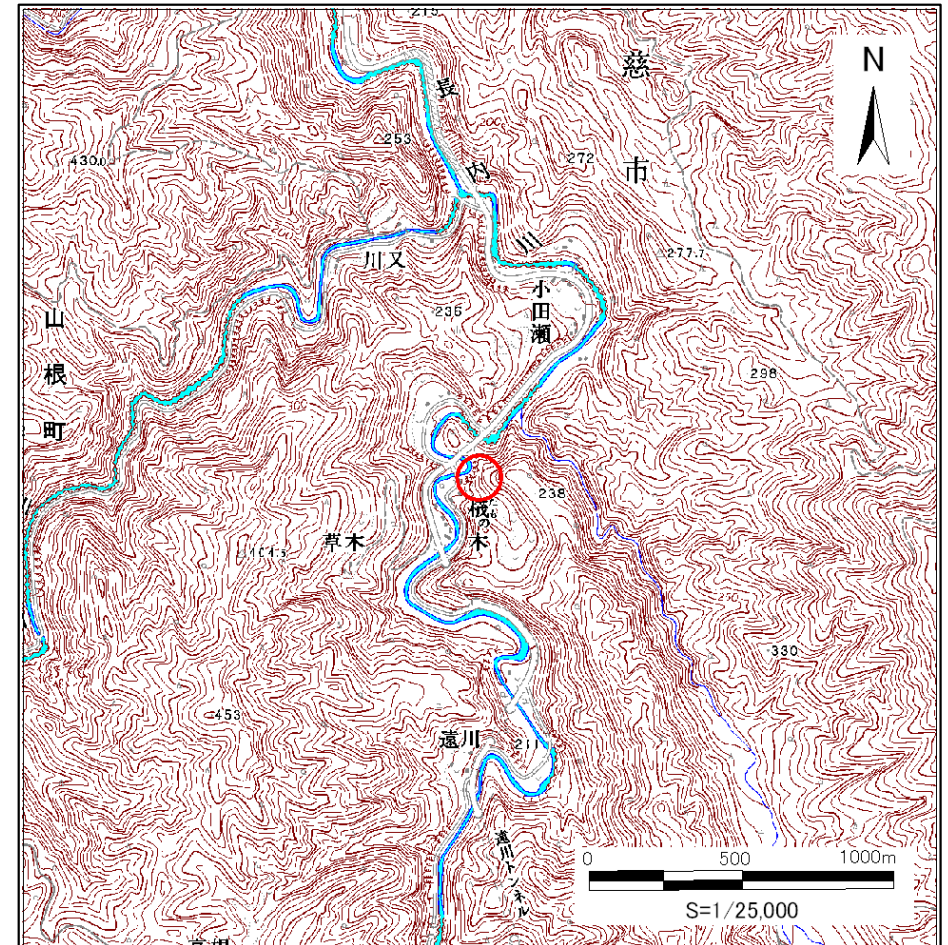 215
慈
市
N
長
内
川
253
430.
272
277.7
川又
小田瀬
236
山
根
町
298
238
の木
草木
330
453
遠川
211
遠川トンネル
0 500 1000m
S=1/25,000